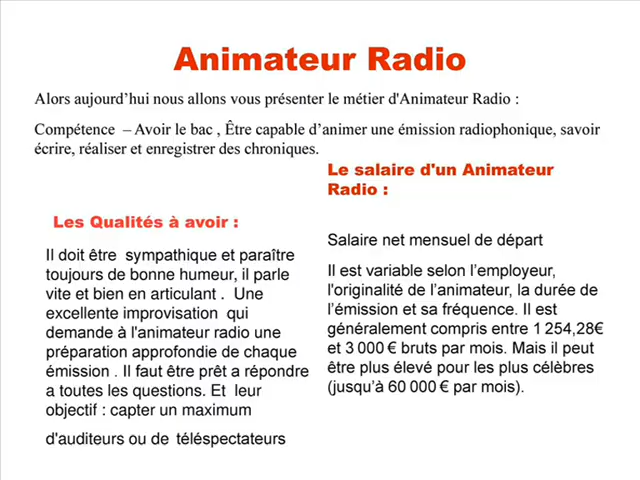 Animateur Radio
Alors aujourd'hui nous allons vous présenter le métier d'Animateur Radio :
Compétence – Avoir le bac , Être capable d'animer une émission radiophonique, savoir
écrire, réaliser et enregistrer des chroniques.
Les Qualités à avoir :
Il doit être sympathique et paraître
toujours de bonne humeur, il parle
vite et bien en articulant . Une
excellente improvisation qui
demande à l'animateur radio une
préparation approfondie de chaque
émission . Il faut être prêt a répondre
a toutes les questions. Et leur
objectif : capter un maximum
d'auditeurs ou de téléspectateurs
Le salaire d'un Animateur
Radio :
Salaire net mensuel de départ
Il est variable selon l'employeur,
l'originalité de l'animateur, la durée de
l'émission et sa fréquence. Il est
généralement compris entre 1 254,28€
et 3 000 € bruts par mois. Mais il peut
être plus élevé pour les plus célèbres
(jusqu'à 60 000 € par mois).